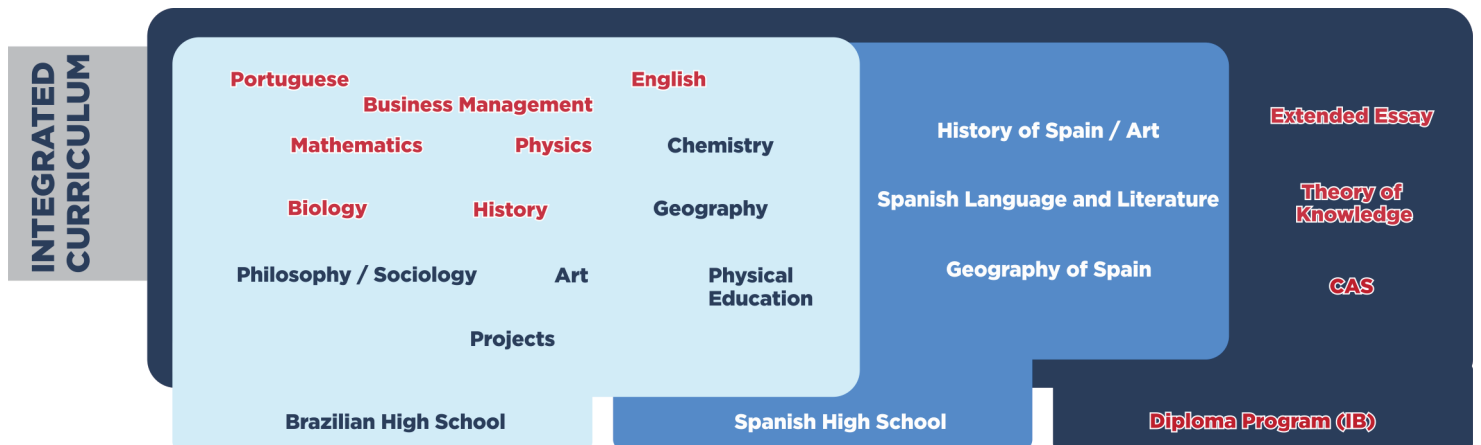 INTEGRATED
CURRICULUM
Portuguese
English
Business Management
Mathematics
Physics
Chemistry
Biology
History
Geography
Philosophy / Sociology
Art
Physical
Education
Projects
History of Spain / Art
Spanish Language and Literature
Geography of Spain
Extended Essay
Theory of
Knowledge
CAS
Brazilian High School
Spanish High School
Diploma Program (IB)